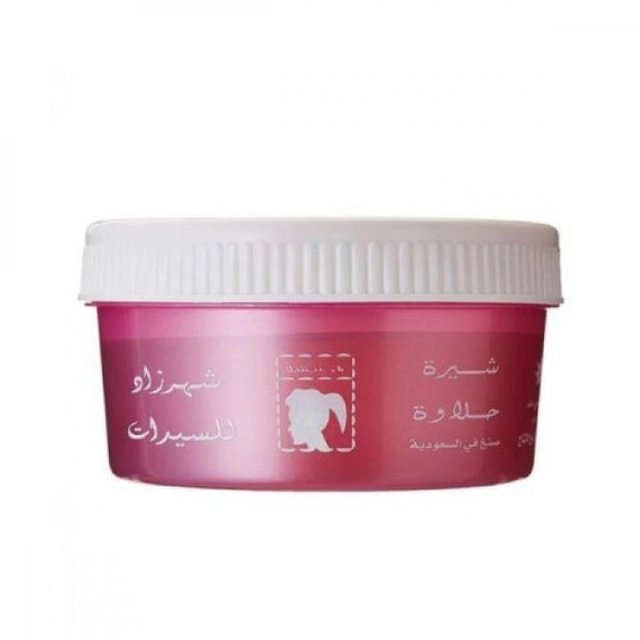 شهرزاد
للسيدات
شيرة
حلاوة
صنع في السعودية